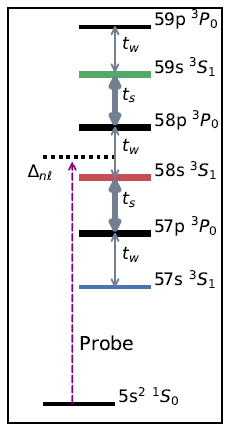 59p ³P₀
t_w
59s ³S₁
t_s
58p ³P₀
t_w
Δ_nℓ
58s ³S₁
t_s
57p ³P₀
t_w
57s ³S₁
Probe
5s² ¹S₀